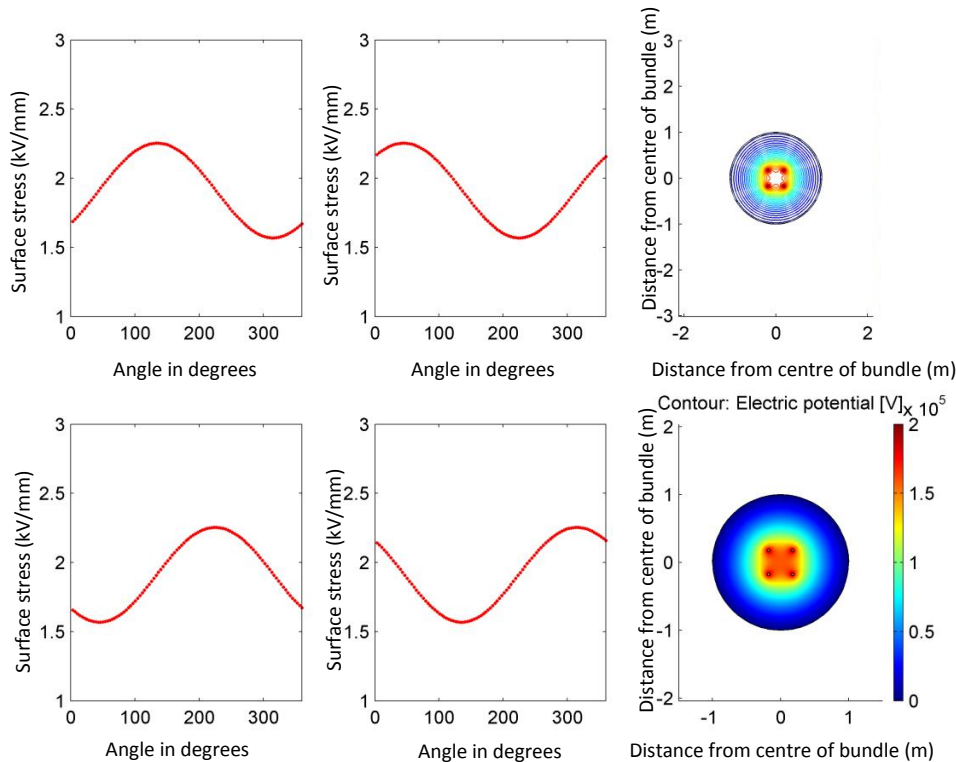 3
2.5
2
1.5
1
Surface stress (kV/mm)
0 100 200 300
Angle in degrees
3
2.5
2
1.5
1
Surface stress (kV/mm)
0 100 200 300
Angle in degrees
3
2
1
0
-1
-2
-3
Distance from centre of bundle (m)
-2 0 2
Distance from centre of bundle (m)
3
2.5
2
1.5
1
Surface stress (kV/mm)
0 100 200 300
Angle in degrees
3
2.5
2
1.5
1
Surface stress (kV/mm)
0 100 200 300
Angle in degrees
Contour: Electric potential [V] x 10^5
2
1
0
-1
-2
Distance from centre of bundle (m)
-1 0 1
Distance from centre of bundle (m)
2
1.5
1
0.5
0